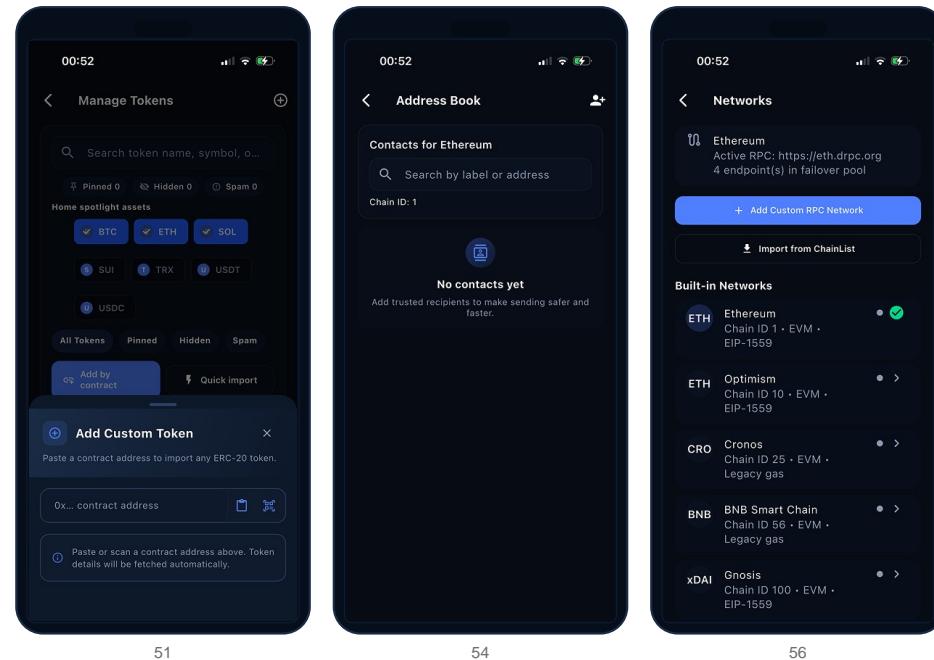 00:52
Manage Tokens
Search token name, symbol, o...
Pinned 0
Hidden 0
Spam 0
Home spotlight assets
BTC
ETH
SOL
S SUI
T TRX
U USDT
U USDC
All Tokens
Pinned
Hidden
Spam
Add by
contract
Quick import
Add Custom Token
Paste a contract address to import any ERC-20 token.
0x... contract address
Paste or scan a contract address above. Token
details will be fetched automatically.
51
00:52
Address Book
Contacts for Ethereum
Search by label or address
Chain ID: 1
No contacts yet
Add trusted recipients to make sending safer and
faster.
54
00:52
Networks
Ethereum
Active RPC: https://eth.drpc.org
4 endpoint(s) in failover pool
+ Add Custom RPC Network
Import from ChainList
Built-in Networks
ETH
Ethereum
Chain ID 1 • EVM •
EIP-1559
ETH
Optimism
Chain ID 10 • EVM •
EIP-1559
CRO
Cronos
Chain ID 25 • EVM •
Legacy gas
BNB
BNB Smart Chain
Chain ID 56 • EVM •
Legacy gas
xDAI
Gnosis
Chain ID 100 • EVM •
EIP-1559
56